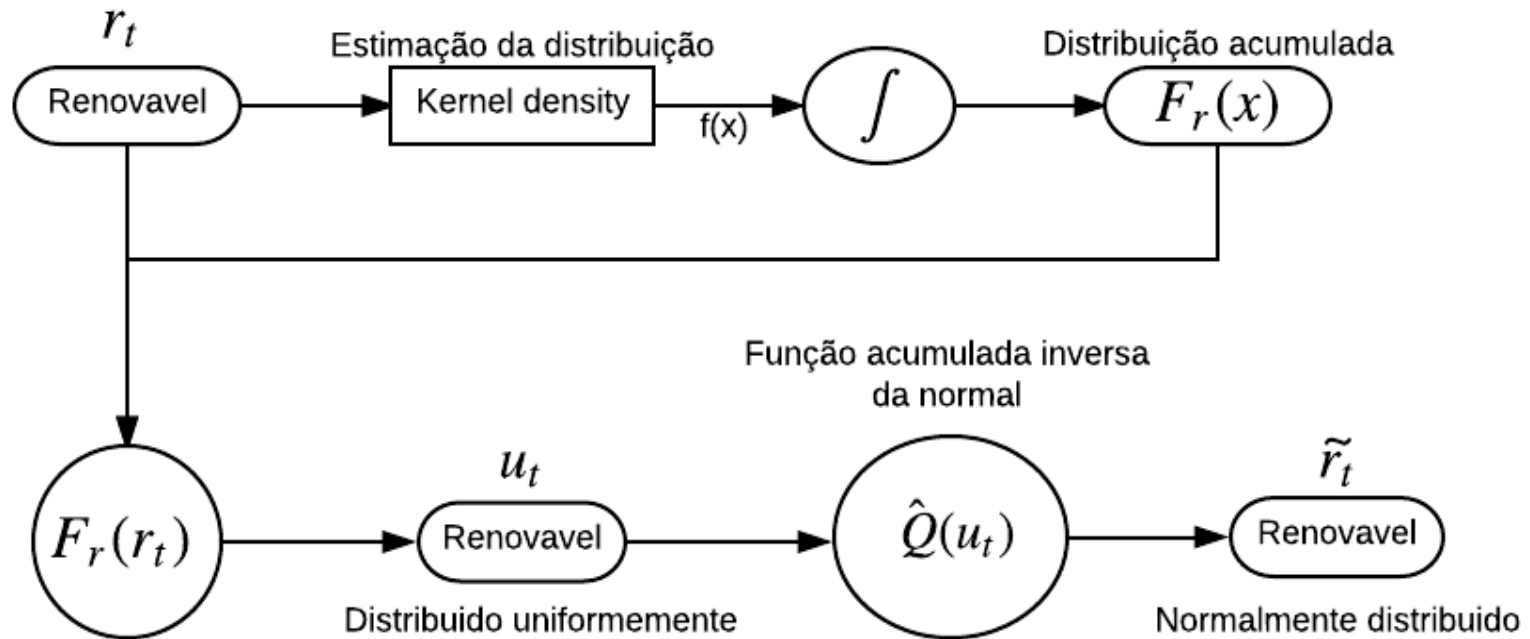 r_t
Estimação da distribuição
Distribuição acumulada
Renovavel
Kernel density
f(x)
∫
F_r(x)
Função acumulada inversa
da normal
u_t
r̃_t
F_r(r_t)
Renovavel
Q̂(u_t)
Renovavel
Distribuido uniformemente
Normalmente distribuido